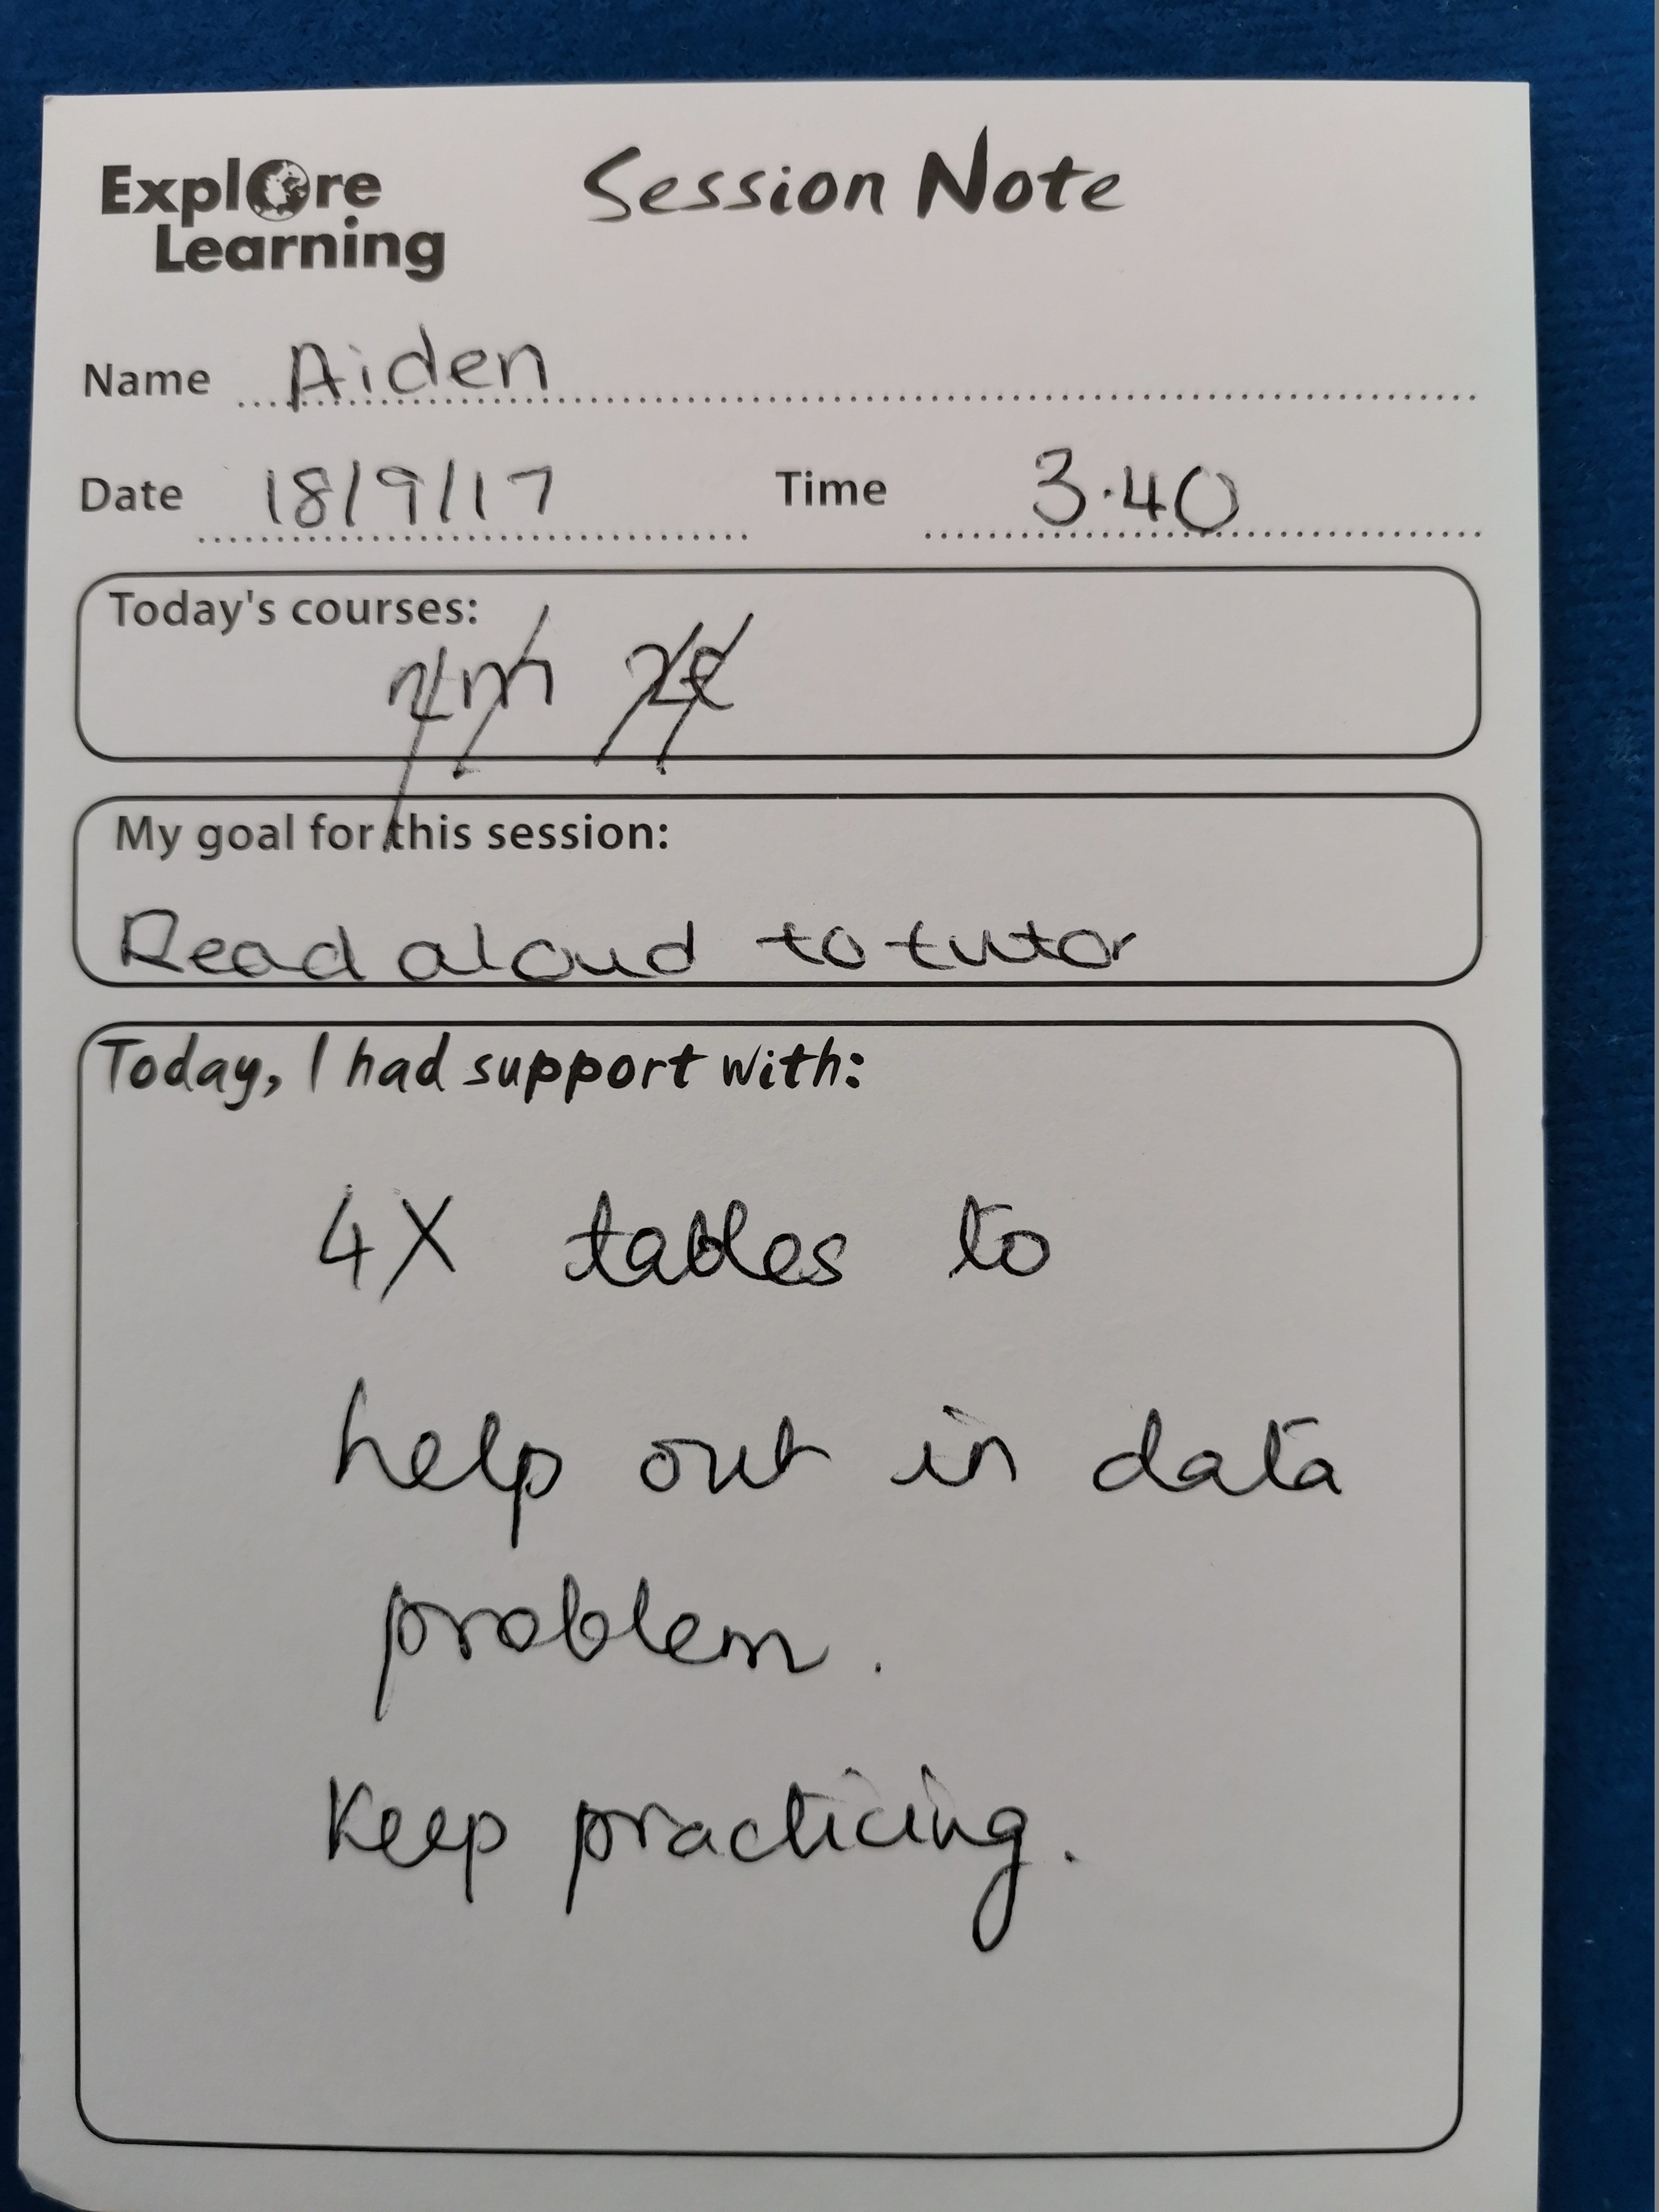 Explore
Learning
Session Note
Name Aiden
Date 18/9/17 Time 3.40
Today's courses:
My goal for this session:
Read aloud to tutor
Today, I had support with:
4X tables to
help out in data
problem.
Keep practicing.